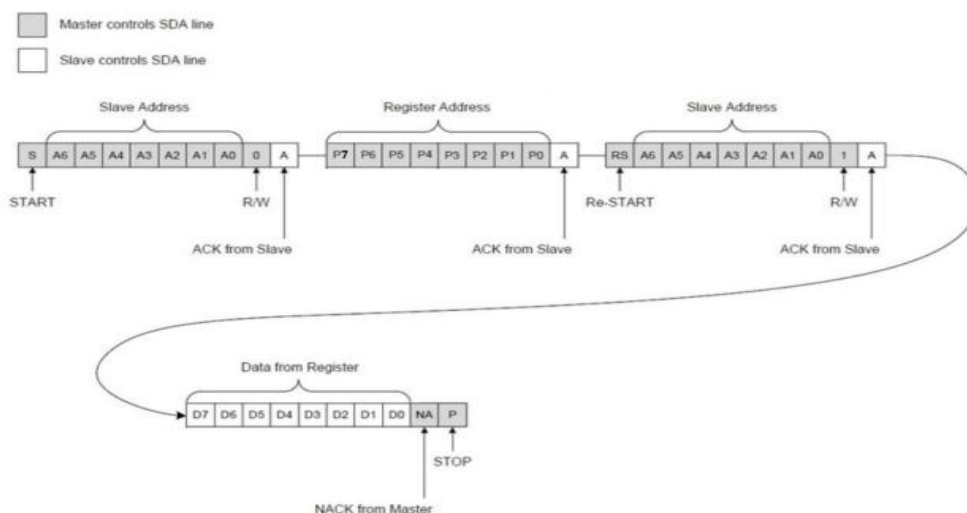 Master controls SDA line
Slave controls SDA line
Slave Address
Register Address
Slave Address
S A6 A5 A4 A3 A2 A1 A0 0 A
P7 P6 P5 P4 P3 P2 P1 P0 A
RS A6 A5 A4 A3 A2 A1 A0 1 A
START
R/W
Re-START
R/W
ACK from Slave
ACK from Slave
ACK from Slave
Data from Register
D7 D6 D5 D4 D3 D2 D1 D0 NA P
STOP
NACK from Master